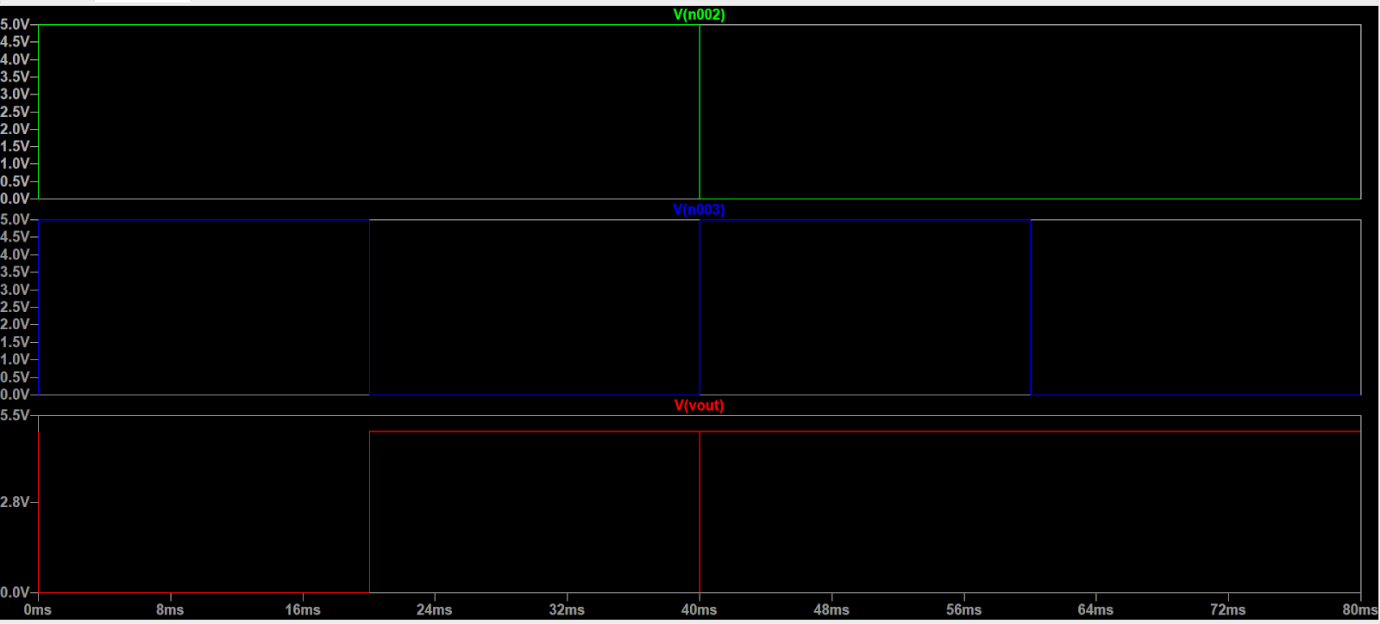 V(n002)
5.0V
4.5V
4.0V
3.5V
3.0V
2.5V
2.0V
1.5V
1.0V
0.5V
0.0V
V(n003)
5.0V
4.5V
4.0V
3.5V
3.0V
2.5V
2.0V
1.5V
1.0V
0.5V
0.0V
V(vout)
5.5V
2.8V
0.0V
0ms 8ms 16ms 24ms 32ms 40ms 48ms 56ms 64ms 72ms 80ms